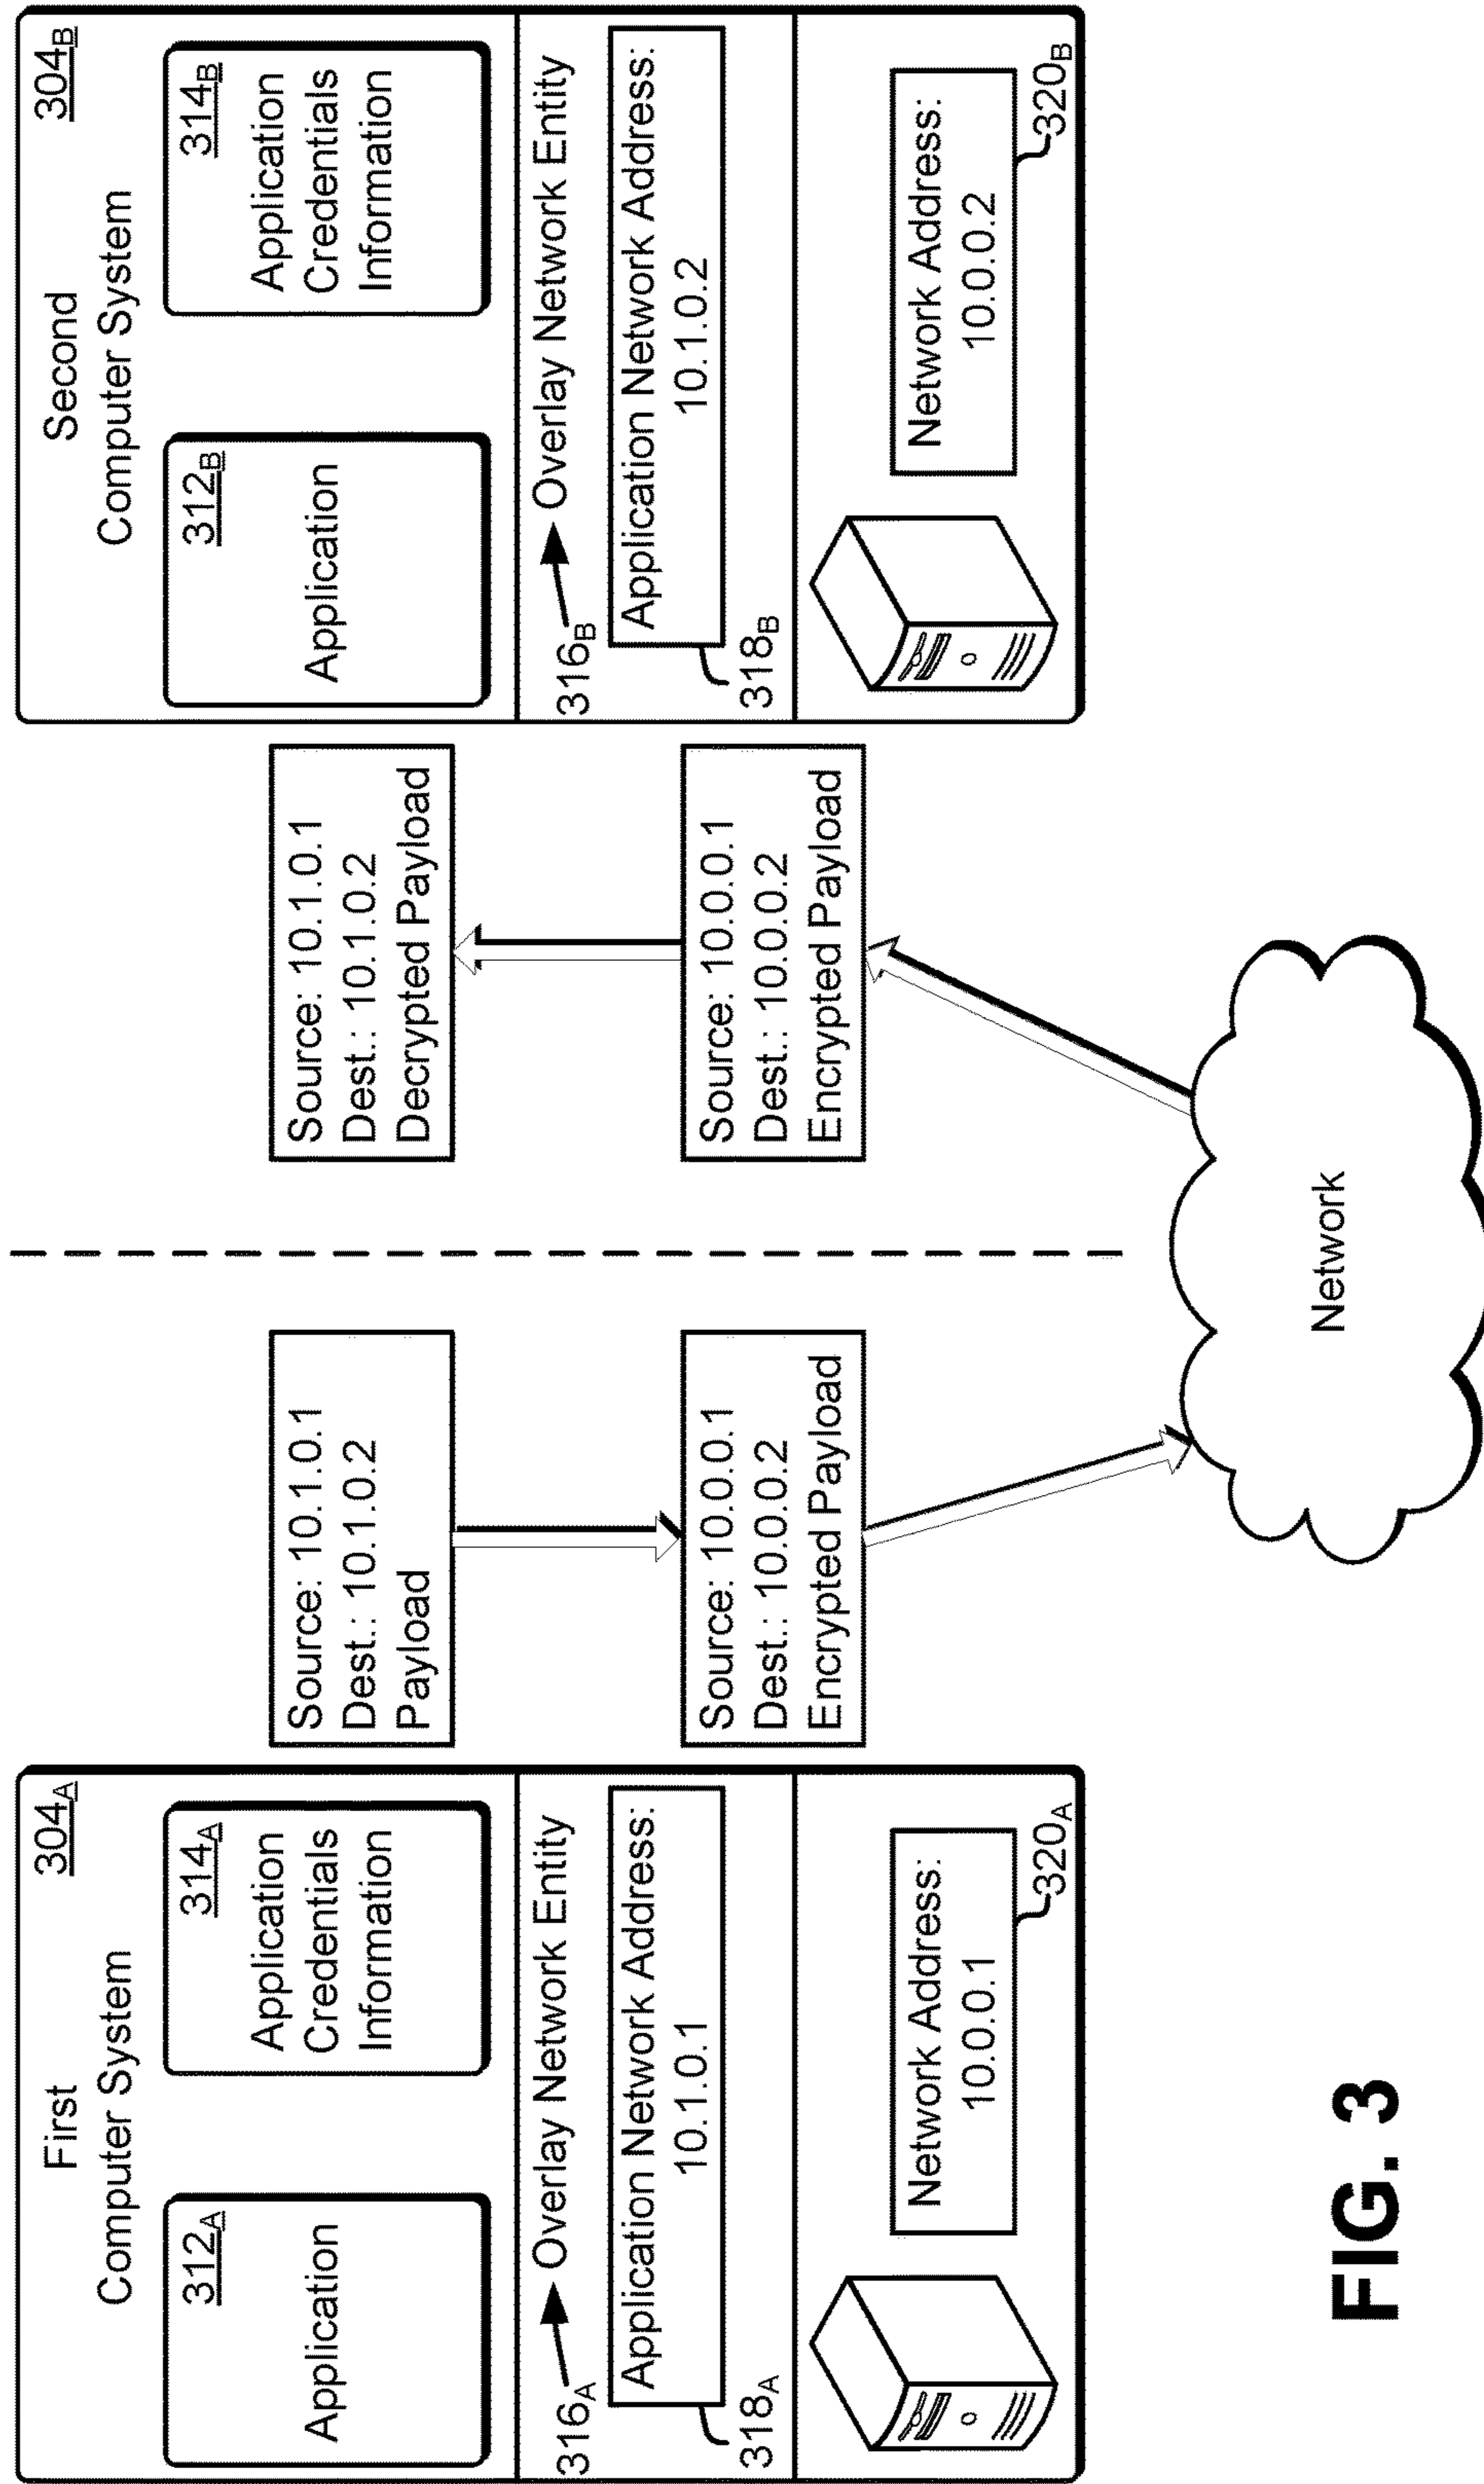 First
Computer System
304A
312A
Application
314A
Application
Credentials
Information
316A
Overlay Network Entity
Application Network Address:
10.1.0.1
318A
Network Address:
10.0.0.1
320A
Source: 10.1.0.1
Dest.: 10.1.0.2
Payload
Source: 10.0.0.1
Dest.: 10.0.0.2
Encrypted Payload
Network
Source: 10.1.0.1
Dest.: 10.1.0.2
Decrypted Payload
Source: 10.0.0.1
Dest.: 10.0.0.2
Encrypted Payload
Second
Computer System
304B
312B
Application
314B
Application
Credentials
Information
316B
Overlay Network Entity
Application Network Address:
10.1.0.2
318B
Network Address:
10.0.0.2
320B
FIG. 3